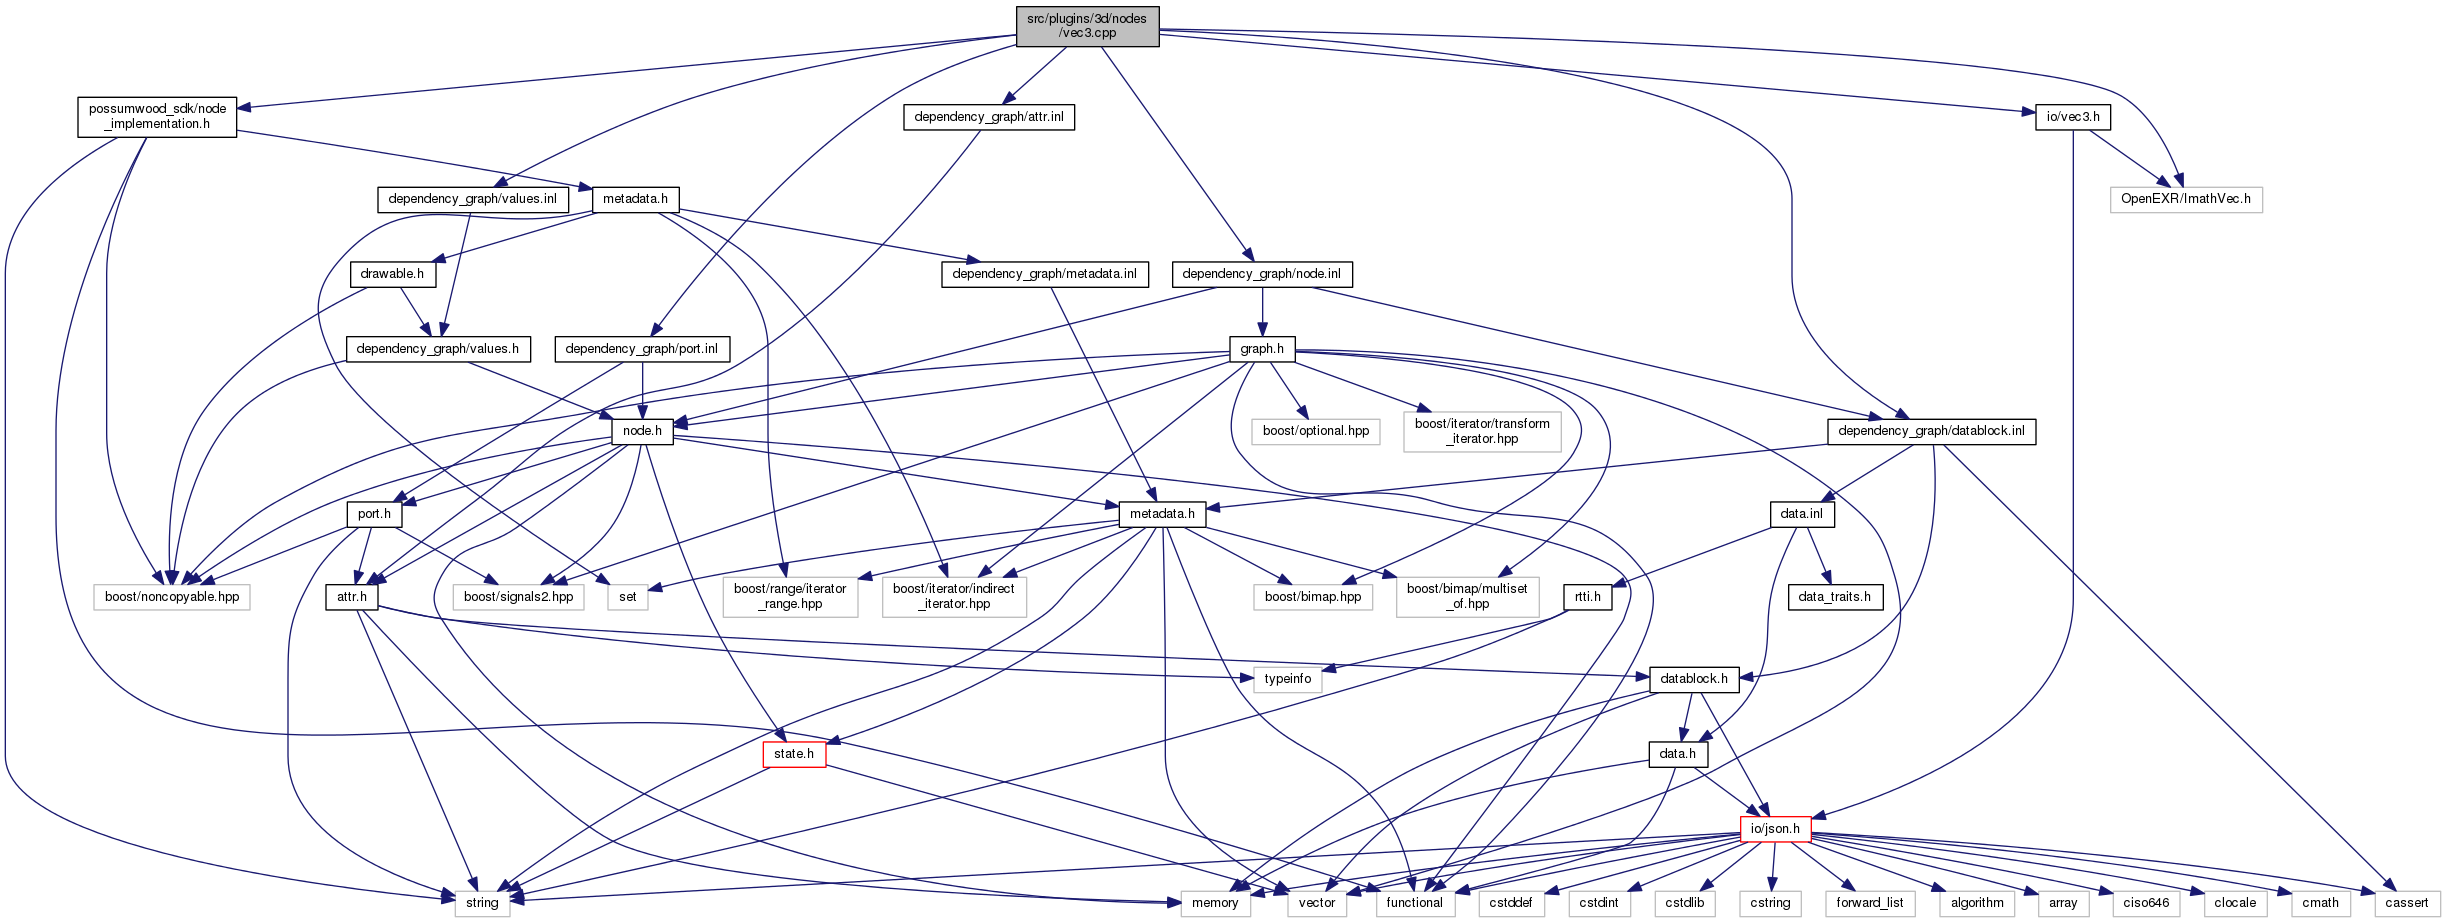 src/plugins/3d/nodes
/vec3.cpp
possumwood_sdk/node
_implementation.h
dependency_graph/attr.inl
io/vec3.h
dependency_graph/values.inl
metadata.h
OpenEXR/ImathVec.h
drawable.h
dependency_graph/metadata.inl
dependency_graph/node.inl
dependency_graph/values.h
dependency_graph/port.inl
graph.h
node.h
boost/optional.hpp
boost/iterator/transform
_iterator.hpp
dependency_graph/datablock.inl
port.h
metadata.h
data.inl
boost/noncopyable.hpp
attr.h
boost/signals2.hpp
set
boost/range/iterator
_range.hpp
boost/iterator/indirect
_iterator.hpp
boost/bimap.hpp
boost/bimap/multiset
_of.hpp
rtti.h
data_traits.h
typeinfo
datablock.h
state.h
data.h
io/json.h
string
memory
vector
functional
cstddef
cstdint
cstdlib
cstring
forward_list
algorithm
array
ciso646
clocale
cmath
cassert